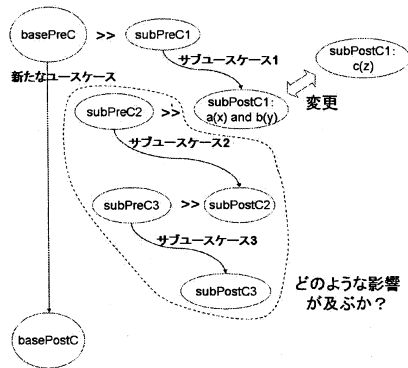 basePreC >> subPreC1
サブユースケース1
subPostC1:
c(z)
新たなユースケース
変更
subPostC1:
a(x) and b(y)
subPreC2 >>
サブユースケース2
subPreC3 >> subPostC2
サブユースケース3
subPostC3
どのような影響
が及ぶか?
basePostC